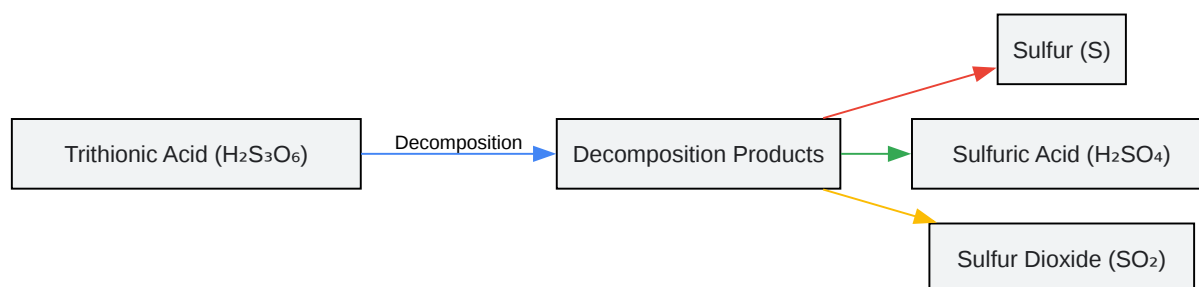 Sulfur (S)
Trithionic Acid (H₂S₃O₆)
Decomposition
Decomposition Products
Sulfuric Acid (H₂SO₄)
Sulfur Dioxide (SO₂)